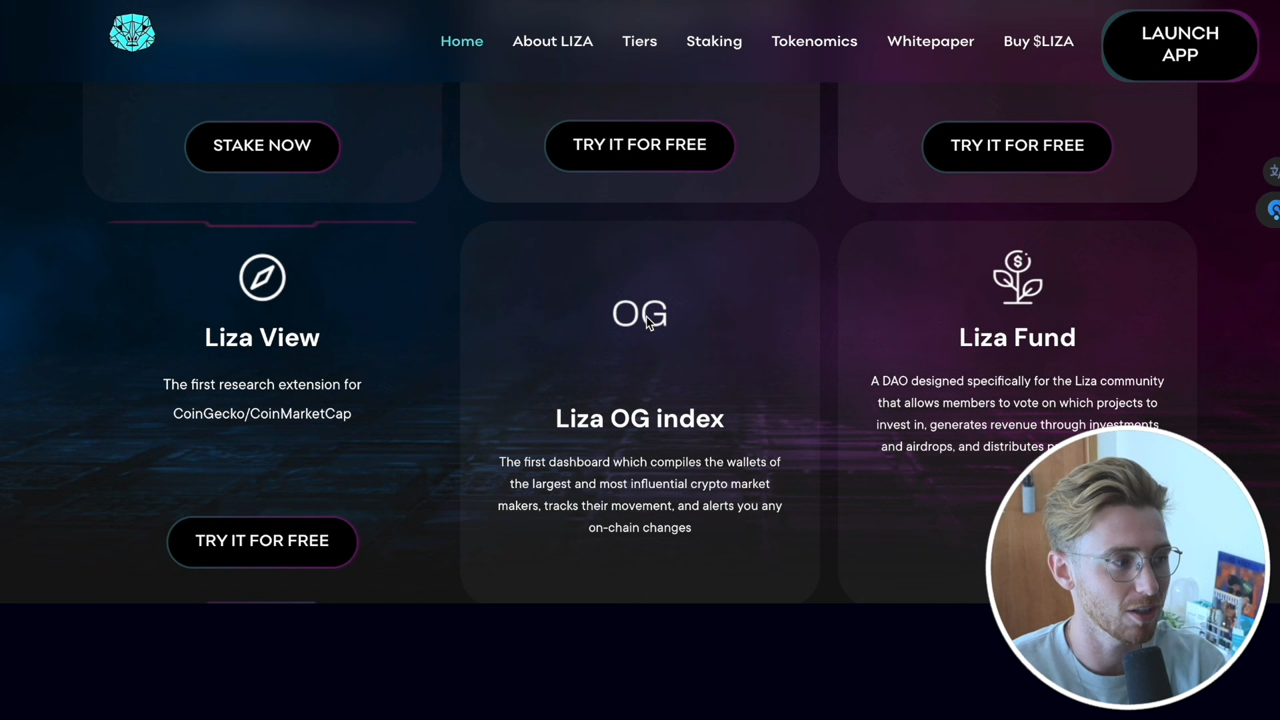 Home About LIZA Tiers Staking Tokenomics Whitepaper Buy $LIZA
LAUNCH
APP
STAKE NOW
TRY IT FOR FREE
TRY IT FOR FREE
Liza View
The first research extension for
CoinGecko/CoinMarketCap
TRY IT FOR FREE
OG
Liza OG index
The first dashboard which compiles the wallets of
the largest and most influential crypto market
makers, tracks their movement, and alerts you any
on-chain changes
Liza Fund
A DAO designed specifically for the Liza community
that allows members to vote on which projects to
invest in, generates revenue through investments
and airdrops, and distributes